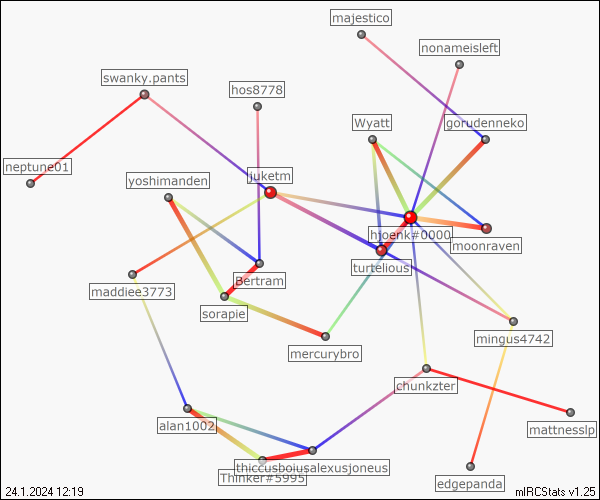 majestico
nonameisleft
swanky.pants
hos8778
Wyatt
gorudenneko
neptune01
yoshimanden
juketm
hjoenk#0000
moonraven
turtelious
Bertram
maddiee3773
sorapie
mingus4742
mercurybro
chunkzter
alan1002
mattnesslp
thiccusboiusalexusjoneus
Thinker#5995
edgepanda
24.1.2024 12:19
mIRCStats v1.25